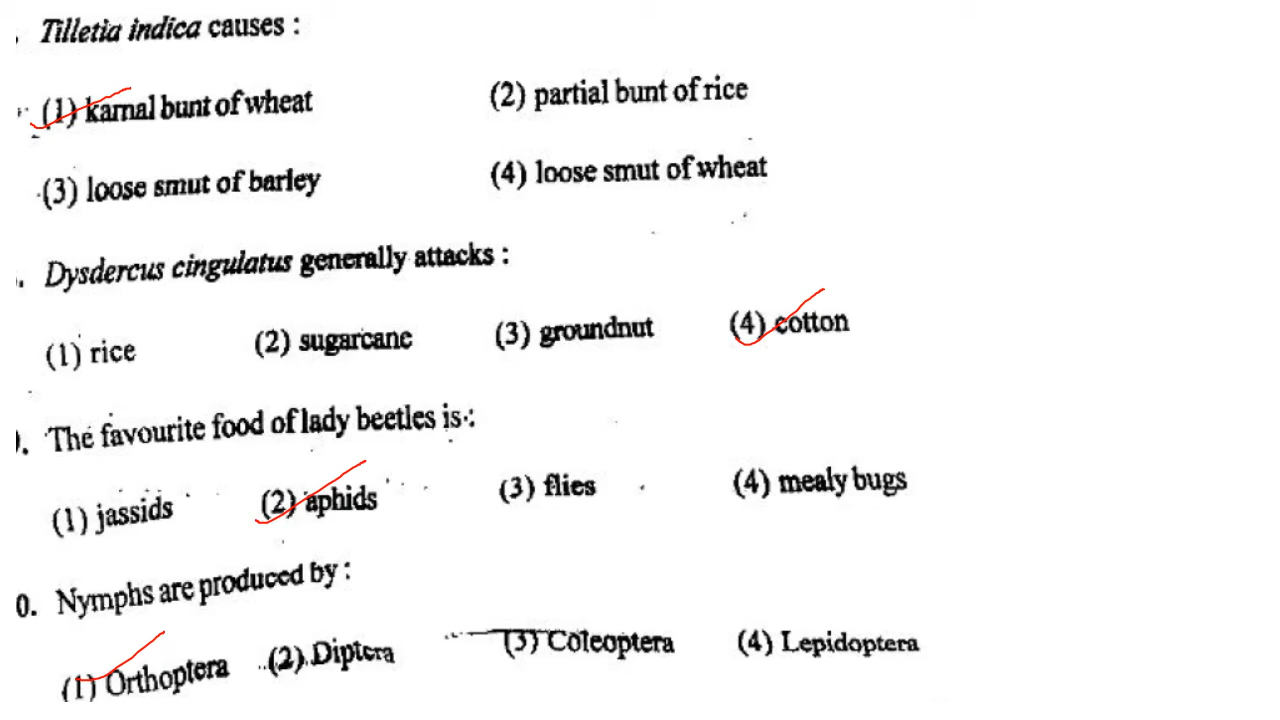 Tilletia indica causes :
(1) karnal bunt of wheat (2) partial bunt of rice
(3) loose smut of barley (4) loose smut of wheat
Dysdercus cingulatus generally attacks :
(1) rice (2) sugarcane (3) groundnut (4) cotton
. The favourite food of lady beetles is :
(1) jassids (2) aphids (3) flies (4) mealy bugs
0. Nymphs are produced by :
(1) Orthoptera (2) Diptera (3) Coleoptera (4) Lepidoptera